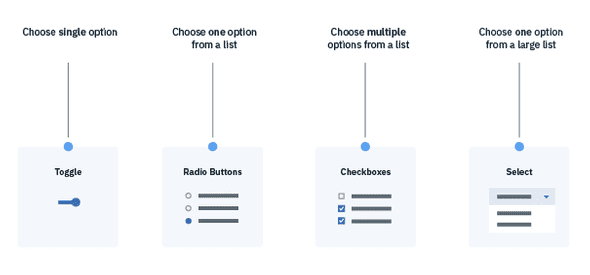 Choose single option
Choose one option
from a list
Choose multiple
options from a list
Choose one option
from a large list
Toggle
Radio Buttons
Checkboxes
Select